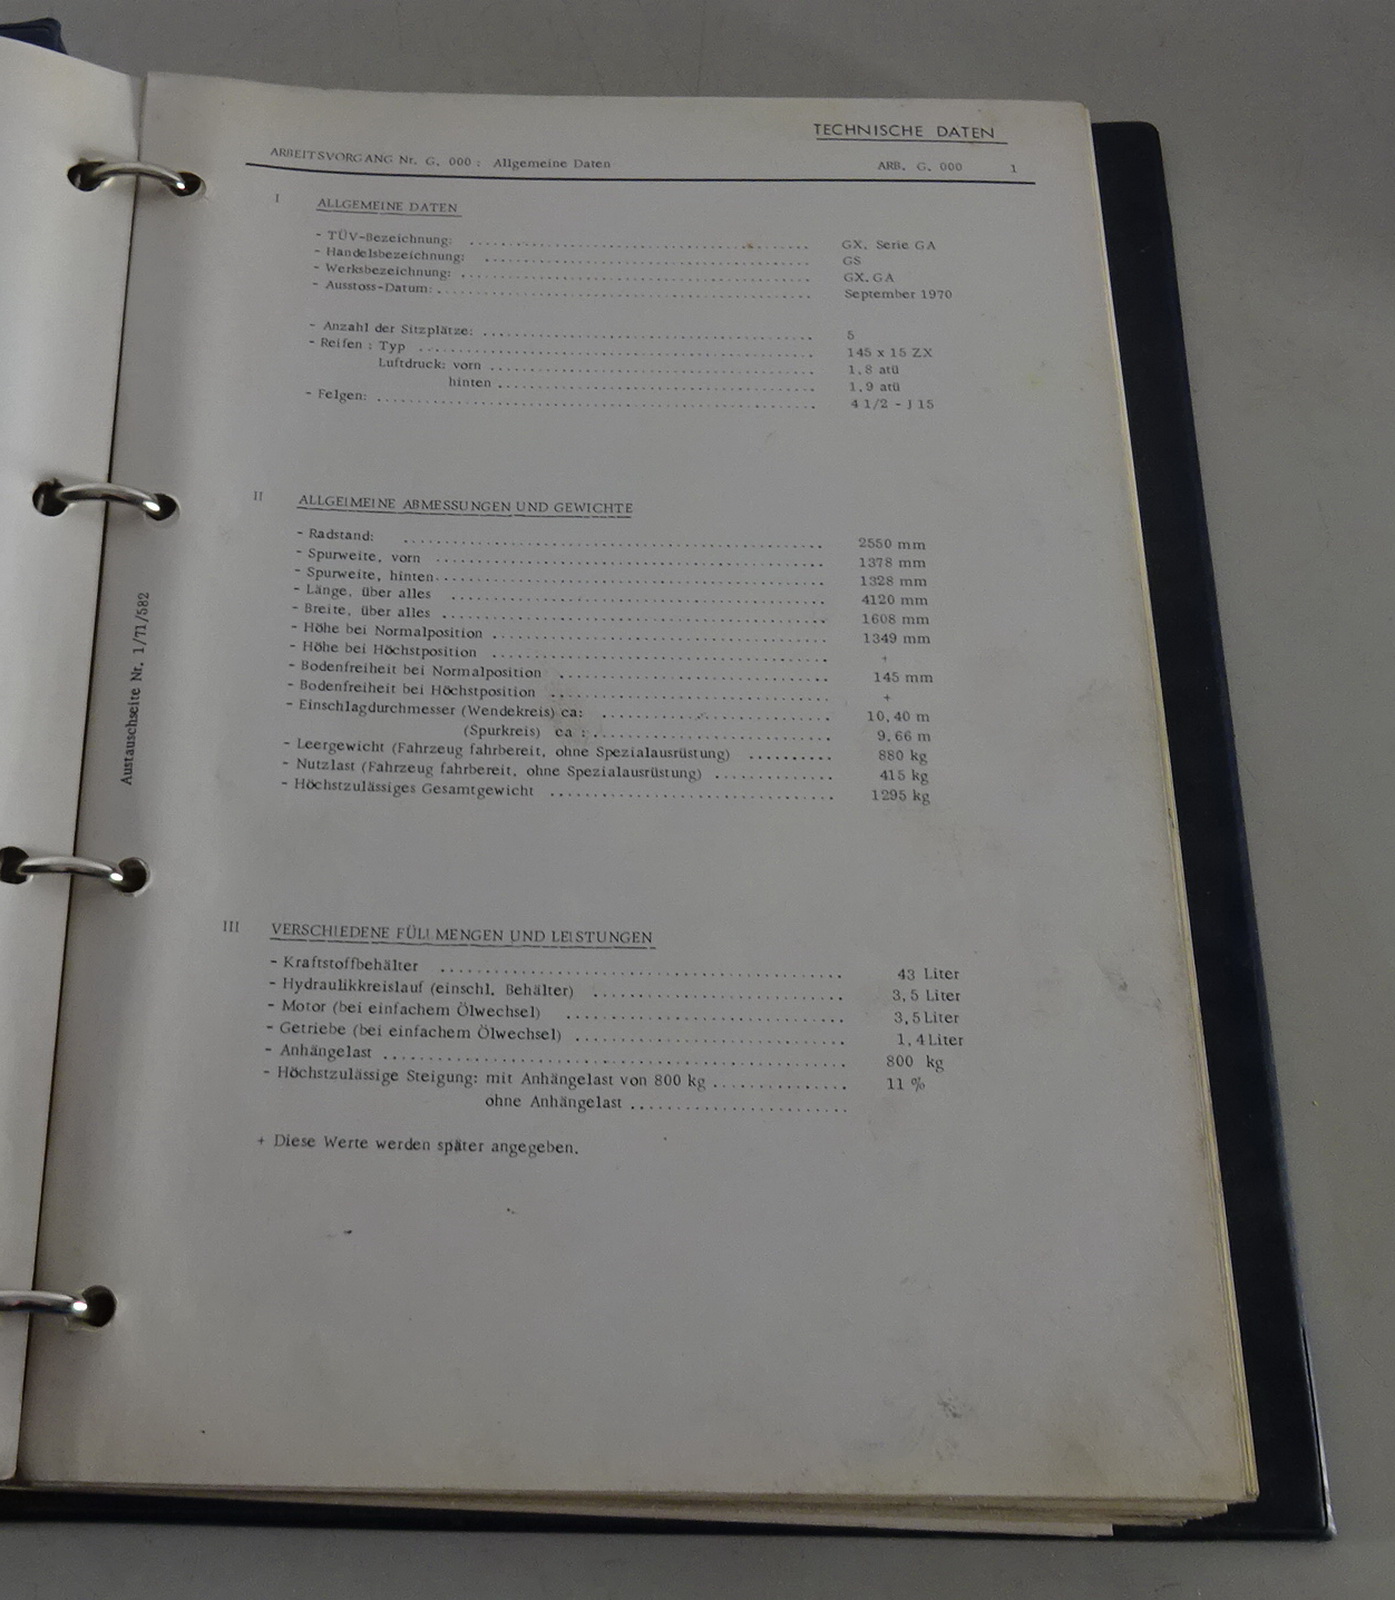 TECHNISCHE DATEN
ARBEITSVORGANG Nr. G. 000 : Allgemeine Daten ARB. G. 000 1
I ALLGEMEINE DATEN
- TÜV-Bezeichnung: GX. Serie GA
- Handelsbezeichnung: GS
- Werksbezeichnung: GX. GA
- Ausstoss-Datum: September 1970
- Anzahl der Sitzplätze: 5
- Reifen : Typ 145 x 15 ZX
Luftdruck: vorn 1,8 atü
hinten 1,9 atü
- Felgen: 4 1/2 - J 15
II ALLGEIMEINE ABMESSUNGEN UND GEWICHTE
- Radstand: 2550 mm
- Spurweite, vorn 1378 mm
- Spurweite, hinten 1328 mm
- Länge, über alles 4120 mm
- Breite, über alles 1608 mm
- Höhe bei Normalposition 1349 mm
- Höhe bei Höchstposition +
- Bodenfreiheit bei Normalposition 145 mm
- Bodenfreiheit bei Höchstposition +
- Einschlagdurchmesser (Wendekreis) ca: 10,40 m
(Spurkreis) ca : 9,66 m
- Leergewicht (Fahrzeug fahrbereit, ohne Spezialausrüstung) 880 kg
- Nutzlast (Fahrzeug fahrbereit, ohne Spezialausrüstung) 415 kg
- Höchstzulässiges Gesamtgewicht 1295 kg
Austauschseite Nr. 1/71/582
III VERSCHIEDENE FÜLLMENGEN UND LEISTUNGEN
- Kraftstoffbehälter 43 Liter
- Hydraulikkreislauf (einschl. Behälter) 3,5 Liter
- Motor (bei einfachem Ölwechsel) 3,5 Liter
- Getriebe (bei einfachem Ölwechsel) 1,4 Liter
- Anhängelast 800 kg
- Höchstzulässige Steigung: mit Anhängelast von 800 kg 11 %
ohne Anhängelast
+ Diese Werte werden später angegeben.